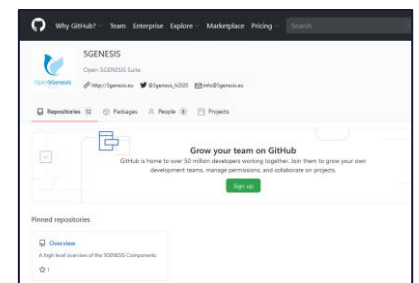 Why GitHub? Team Enterprise Explore Marketplace Pricing Search
5GENESIS
Open 5GENESIS Suite
Open5Genesis
http://5genesis.eu @5genesis_h2020 info@5genesis.eu
Repositories 12 Packages People 8 Projects
Grow your team on GitHub
GitHub is home to over 50 million developers working together. Join them to grow your own
development teams, manage permissions, and collaborate on projects.
Sign up
Pinned repositories
Overview
A high level overview of the 5GENESIS Components
1